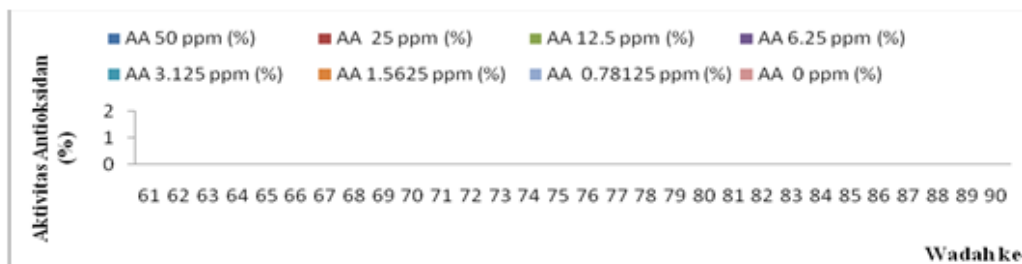 AA 50 ppm (%) AA 25 ppm (%) AA 12.5 ppm (%) AA 6.25 ppm (%)
AA 3.125 ppm (%) AA 1.5625 ppm (%) AA 0.78125 ppm (%) AA 0 ppm (%)
Aktivitas Antioksidan
(%)
2
1
0
61 62 63 64 65 66 67 68 69 70 71 72 73 74 75 76 77 78 79 80 81 82 83 84 85 86 87 88 89 90
Wadah ke